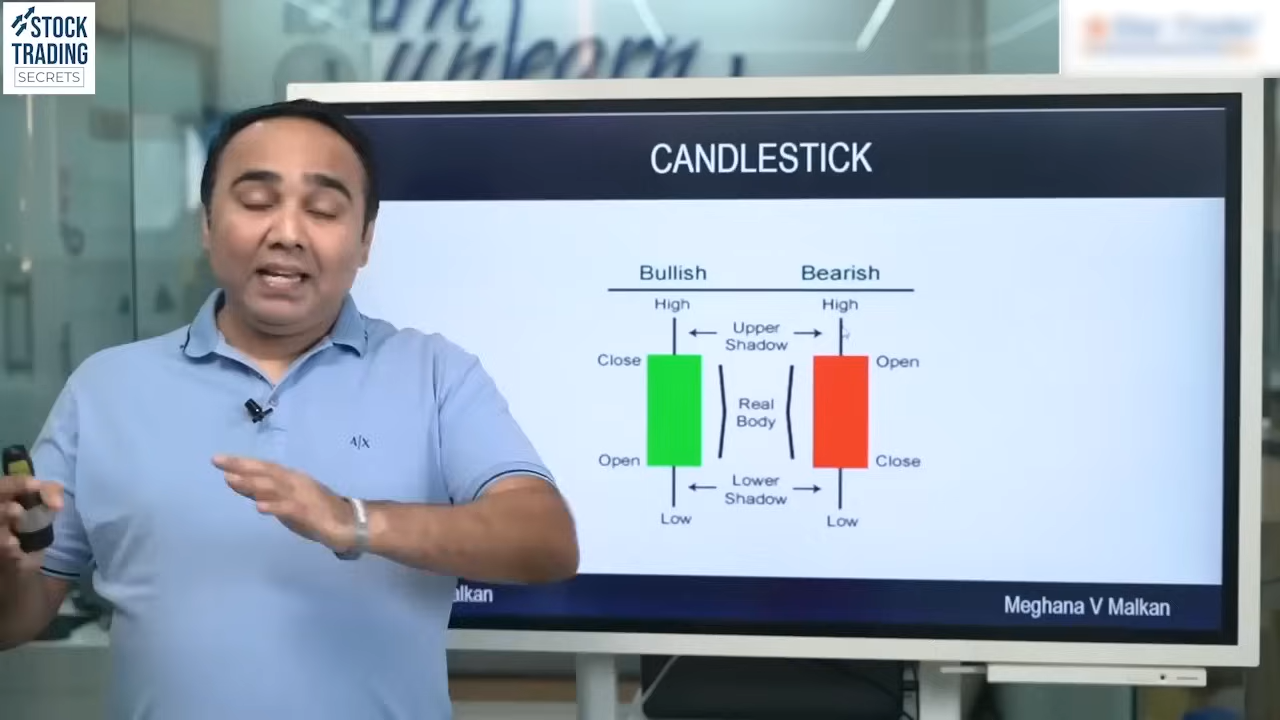 STOCK
TRADING
SECRETS
unlearn
CANDLESTICK
Bullish
Bearish
High
High
Upper
Shadow
Close
Open
Real
Body
Open
Close
Lower
Shadow
Low
Low
A|X
alkan
Meghana V Malkan